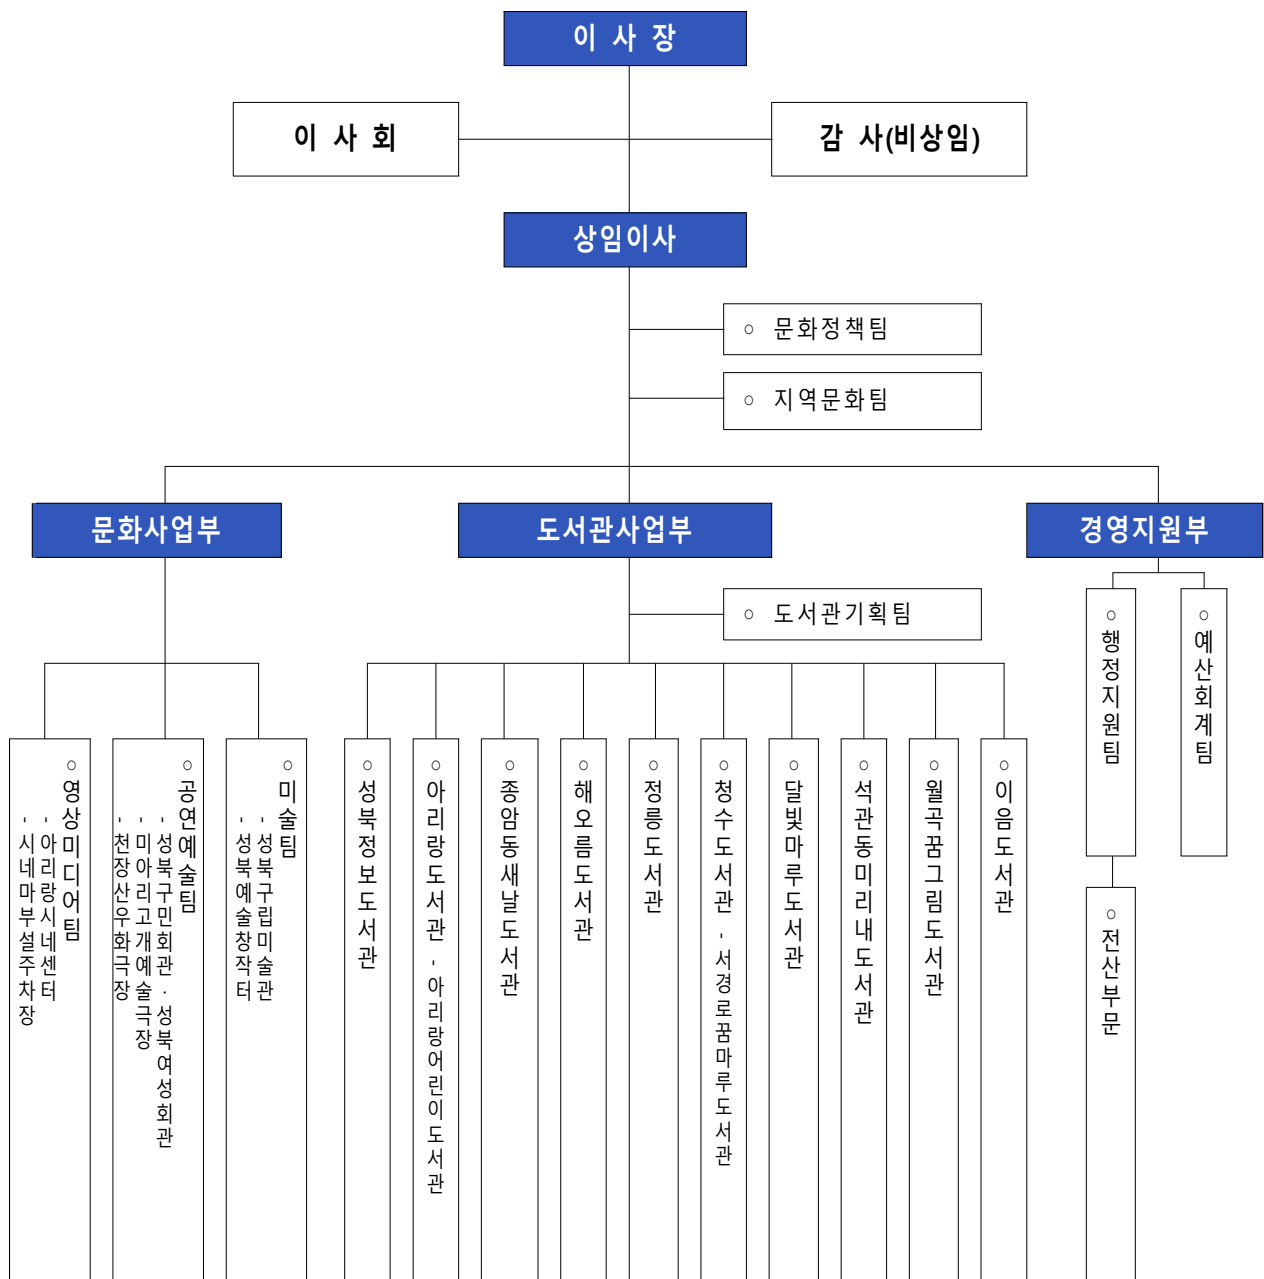 이 사 장
이 사 회
감 사(비상임)
상임이사
○ 문화정책팀
○ 지역문화팀
문화사업부
도서관사업부
경영지원부
○ 도서관기획팀
○ 영상미디어팀
- 아리랑시네센터
- 시네마부설주차장
○ 공연예술팀
- 성북구민회관 · 성북여성회관
- 미아리고개예술극장
- 천장산우화극장
○ 미술팀
- 성북구립미술관
- 성북예술창작터
○ 성북정보도서관
○ 아리랑도서관 - 아리랑어린이도서관
○ 종암동새날도서관
○ 해오름도서관
○ 정릉도서관
○ 청수도서관 - 서경로꿈마루도서관
○ 달빛마루도서관
○ 석관동미리내도서관
○ 월곡꿈그림도서관
○ 이음도서관
○ 행정지원팀
○ 예산회계팀
○ 전산부문